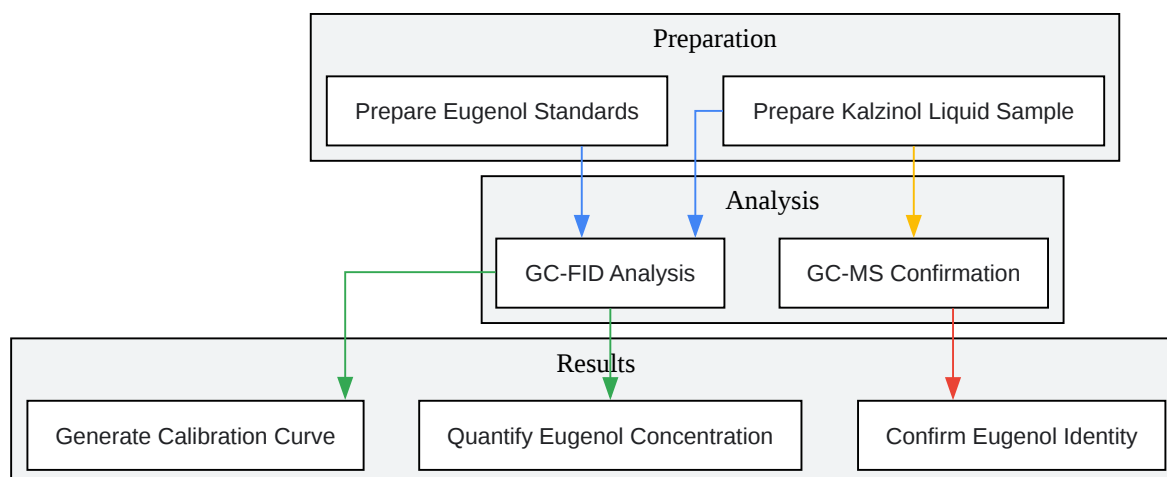 Preparation
Prepare Eugenol Standards
Prepare Kalzinol Liquid Sample
Analysis
GC-FID Analysis
GC-MS Confirmation
Results
Generate Calibration Curve
Quantify Eugenol Concentration
Confirm Eugenol Identity